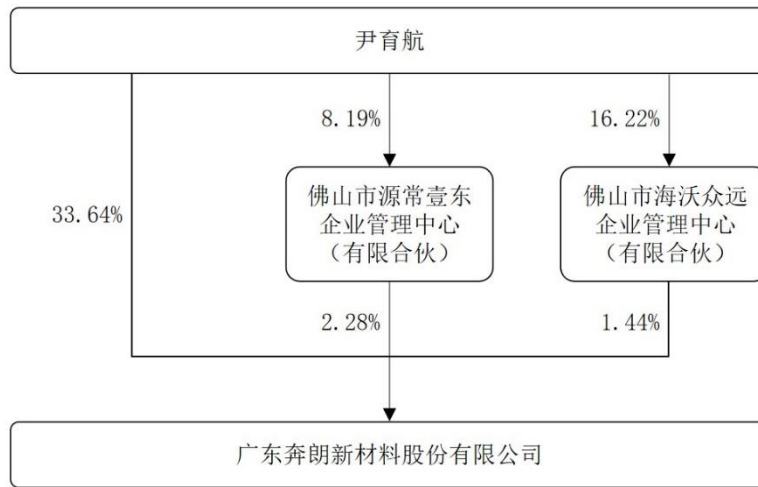 尹育航
8.19%
16.22%
33.64%
佛山市源常壹东
企业管理中心
（有限合伙）
佛山市海沃众远
企业管理中心
（有限合伙）
2.28%
1.44%
广东奔朗新材料股份有限公司